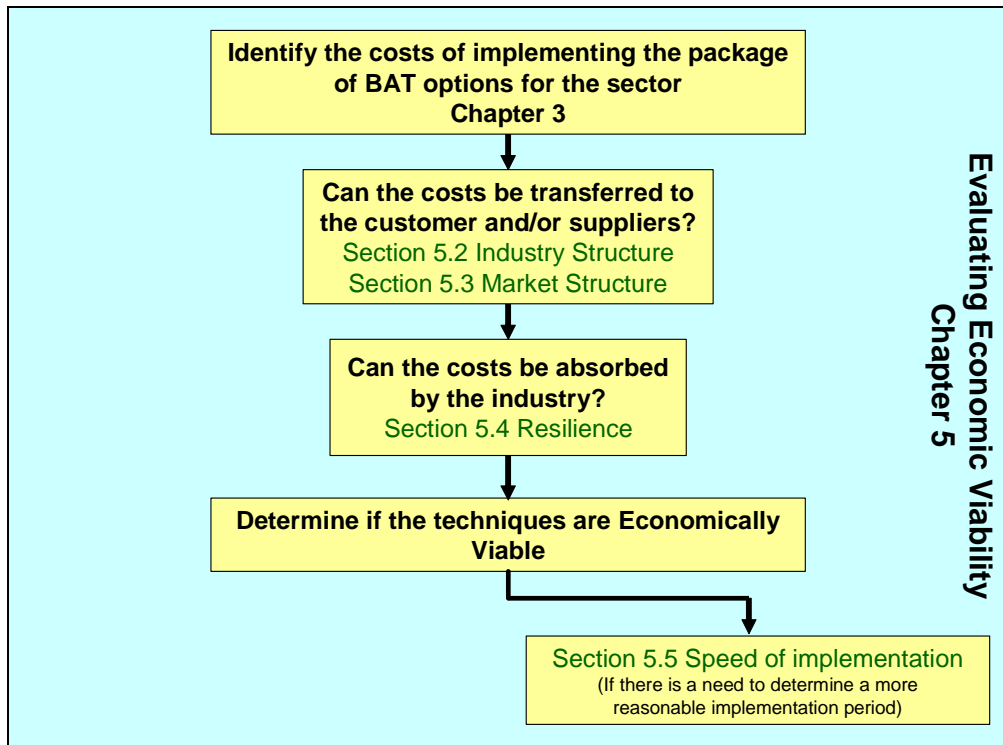 Identify the costs of implementing the package
of BAT options for the sector
Chapter 3
Can the costs be transferred to
the customer and/or suppliers?
Section 5.2 Industry Structure
Section 5.3 Market Structure
Can the costs be absorbed
by the industry?
Section 5.4 Resilience
Determine if the techniques are Economically
Viable
Section 5.5 Speed of implementation
(If there is a need to determine a more
reasonable implementation period)
Evaluating Economic Viability
Chapter 5